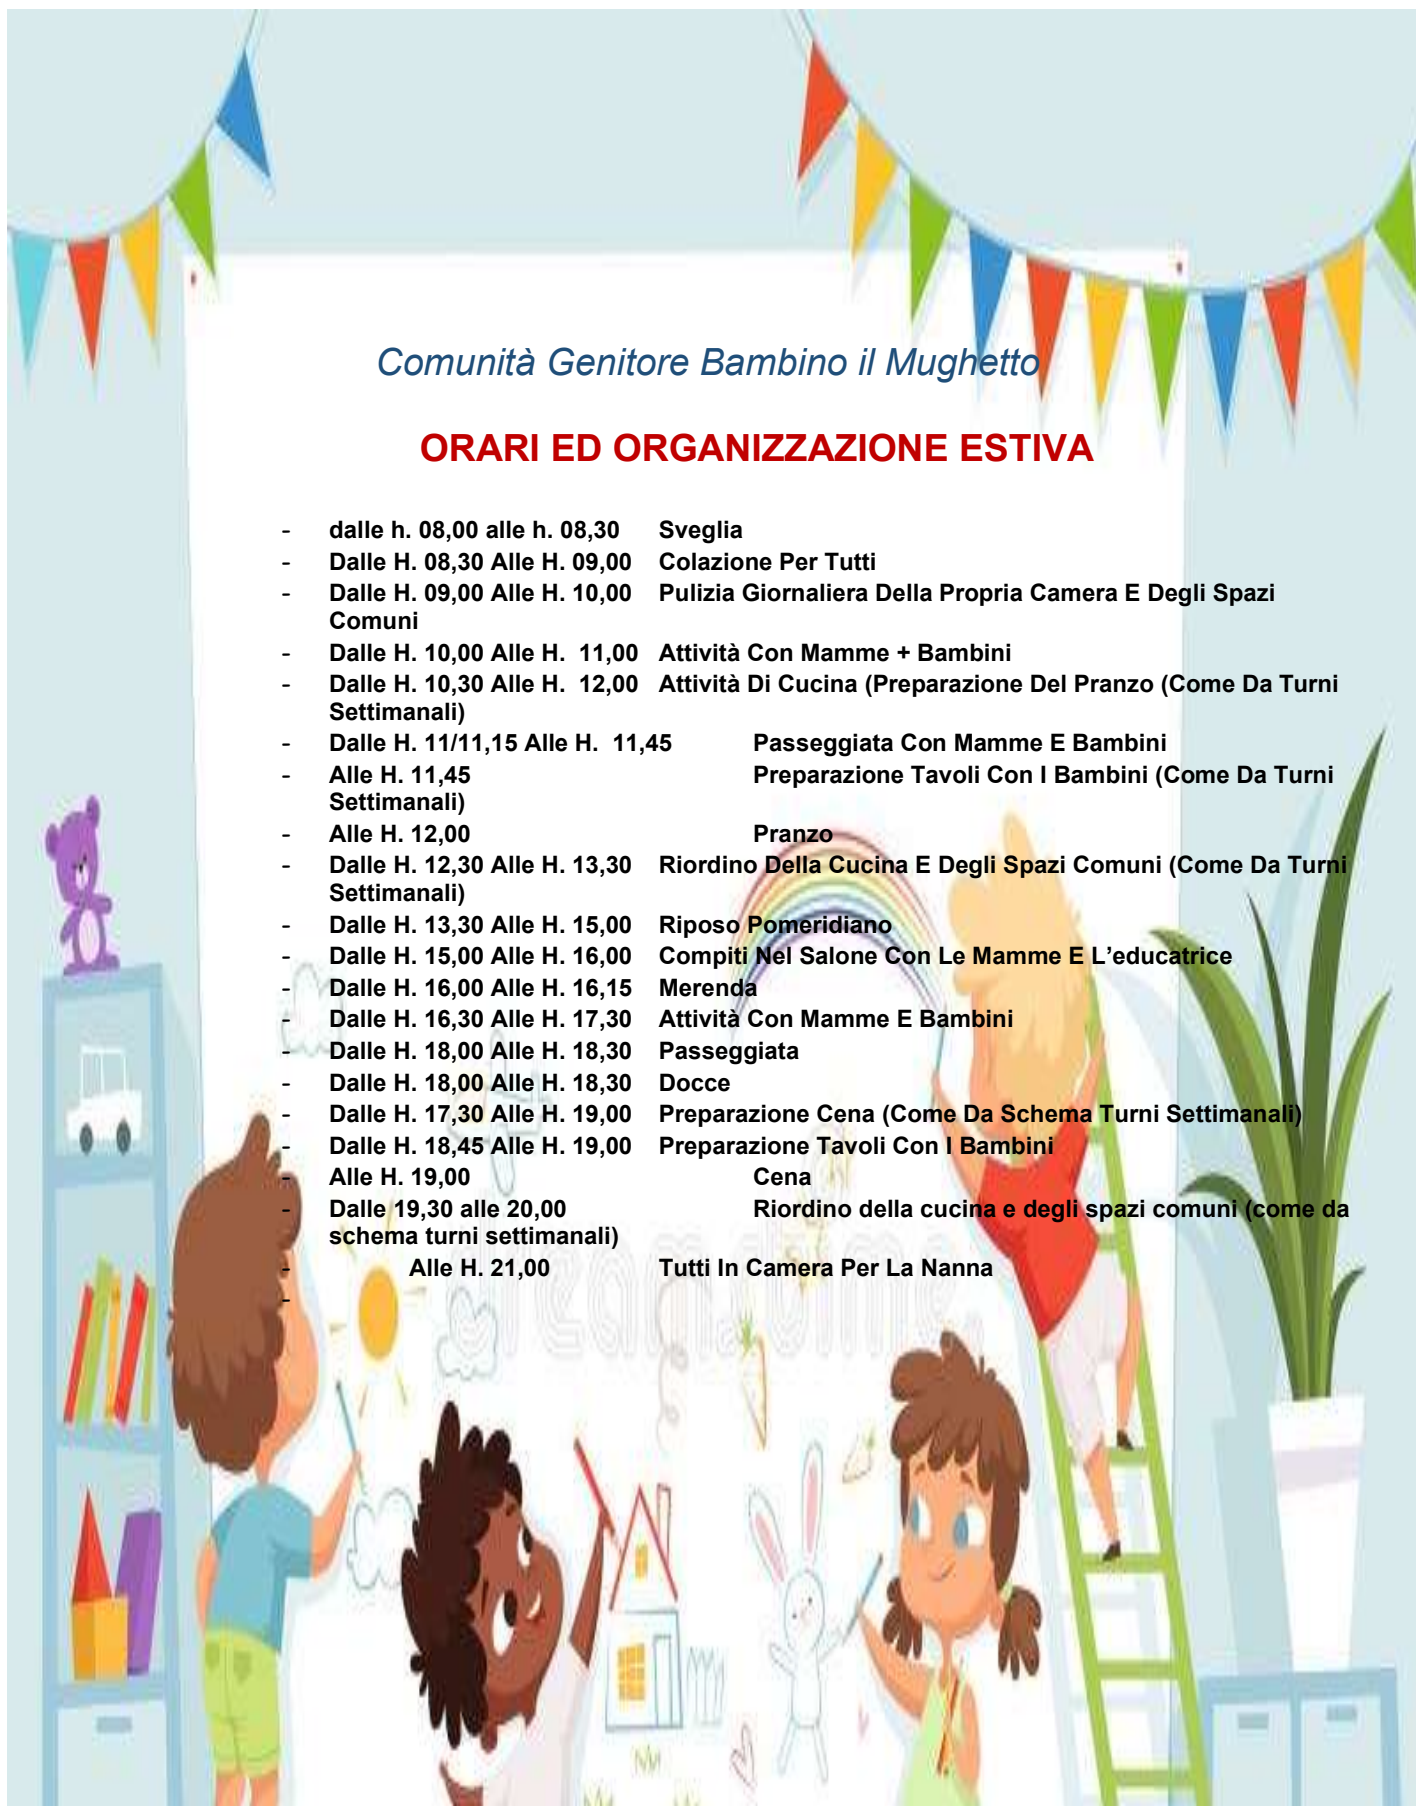 Comunità Genitore Bambino il Mughetto
ORARI ED ORGANIZZAZIONE ESTIVA
- dalle h. 08,00 alle h. 08,30 Sveglia
- Dalle H. 08,30 Alle H. 09,00 Colazione Per Tutti
- Dalle H. 09,00 Alle H. 10,00 Pulizia Giornaliera Della Propria Camera E Degli Spazi
Comuni
- Dalle H. 10,00 Alle H. 11,00 Attività Con Mamme + Bambini
- Dalle H. 10,30 Alle H. 12,00 Attività Di Cucina (Preparazione Del Pranzo (Come Da Turni
Settimanali)
- Dalle H. 11/11,15 Alle H. 11,45 Passeggiata Con Mamme E Bambini
- Alle H. 11,45 Preparazione Tavoli Con I Bambini (Come Da Turni
Settimanali)
- Alle H. 12,00 Pranzo
- Dalle H. 12,30 Alle H. 13,30 Riordino Della Cucina E Degli Spazi Comuni (Come Da Turni
Settimanali)
- Dalle H. 13,30 Alle H. 15,00 Riposo Pomeridiano
- Dalle H. 15,00 Alle H. 16,00 Compiti Nel Salone Con Le Mamme E L’educatrice
- Dalle H. 16,00 Alle H. 16,15 Merenda
- Dalle H. 16,30 Alle H. 17,30 Attività Con Mamme E Bambini
- Dalle H. 18,00 Alle H. 18,30 Passeggiata
- Dalle H. 18,00 Alle H. 18,30 Docce
- Dalle H. 17,30 Alle H. 19,00 Preparazione Cena (Come Da Schema Turni Settimanali)
- Dalle H. 18,45 Alle H. 19,00 Preparazione Tavoli Con I Bambini
- Alle H. 19,00 Cena
- Dalle 19,30 alle 20,00 Riordino della cucina e degli spazi comuni (come da
schema turni settimanali)
- Alle H. 21,00 Tutti In Camera Per La Nanna
-
dreamstime.